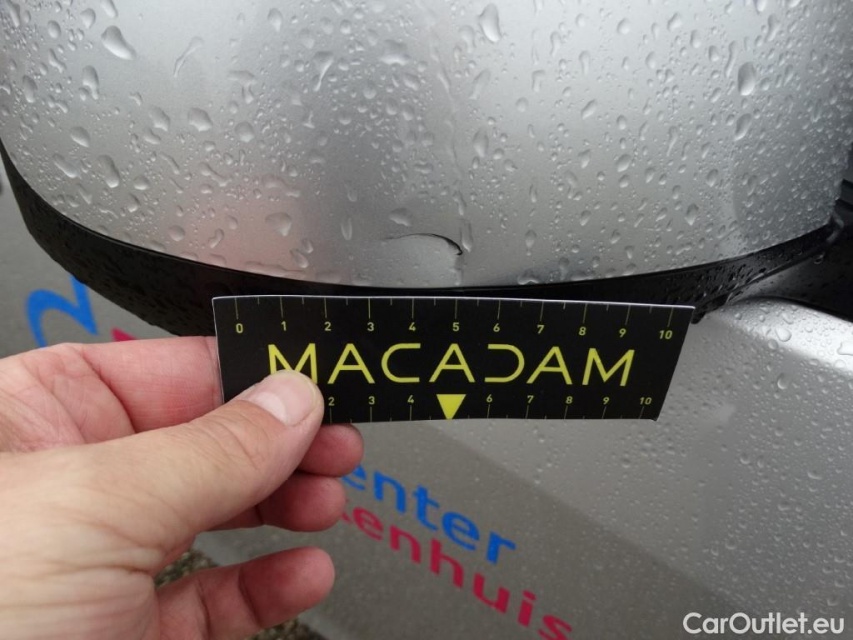 0 1 2 3 4 5 6 7 8 9 10
MACADAM
2 3 4 6 7 8 9 10
enter
enhuis
CarOutlet.eu